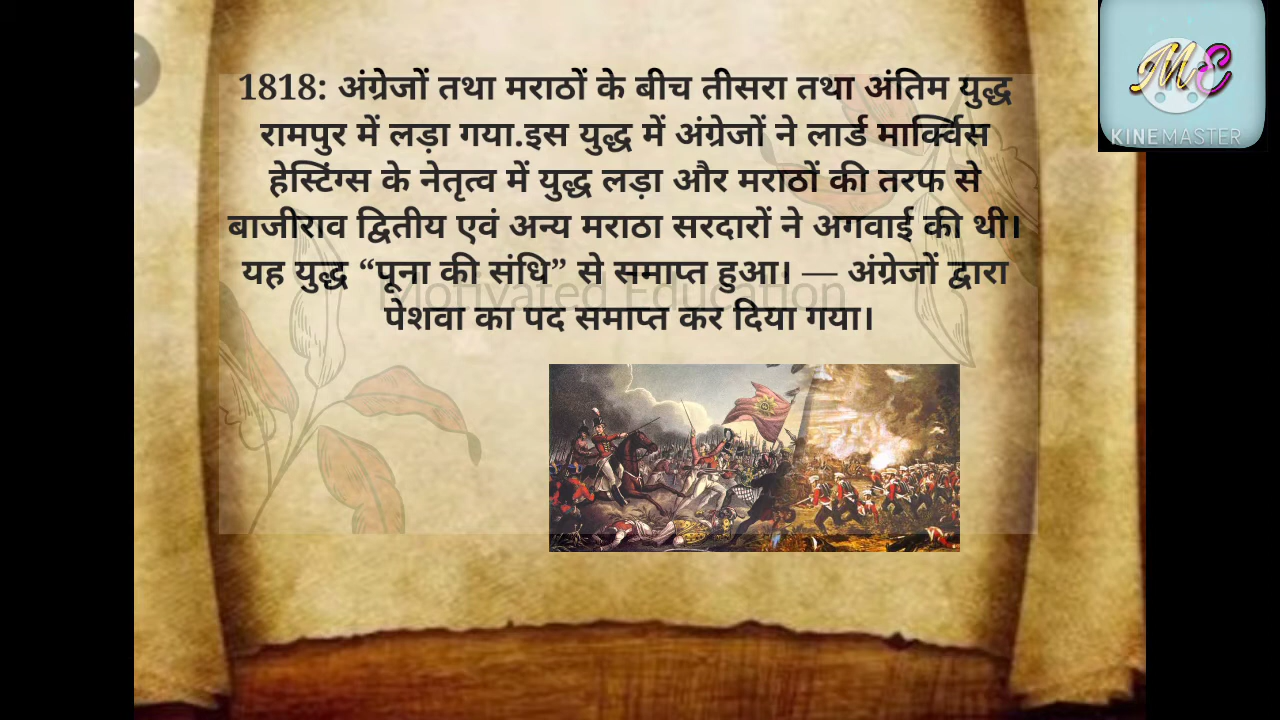 1818: अंग्रेजों तथा मराठों के बीच तीसरा तथा अंतिम युद्ध
रामपुर में लड़ा गया.इस युद्ध में अंग्रेजों ने लार्ड मार्क्विस
हेस्टिंग्स के नेतृत्व में युद्ध लड़ा और मराठों की तरफ से
बाजीराव द्वितीय एवं अन्य मराठा सरदारों ने अगवाई की थी।
यह युद्ध “पूना की संधि” से समाप्त हुआ। — अंग्रेजों द्वारा
Motivated Education
पेशवा का पद समाप्त कर दिया गया।
ME
KINEMASTER